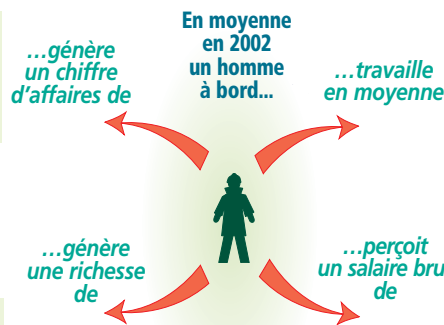 En moyenne
en 2002
un homme
à bord...
...génère
un chiffre
d'affaires de
...travaille
en moyenne
...génère
une richesse
de
...perçoit
un salaire bru
de